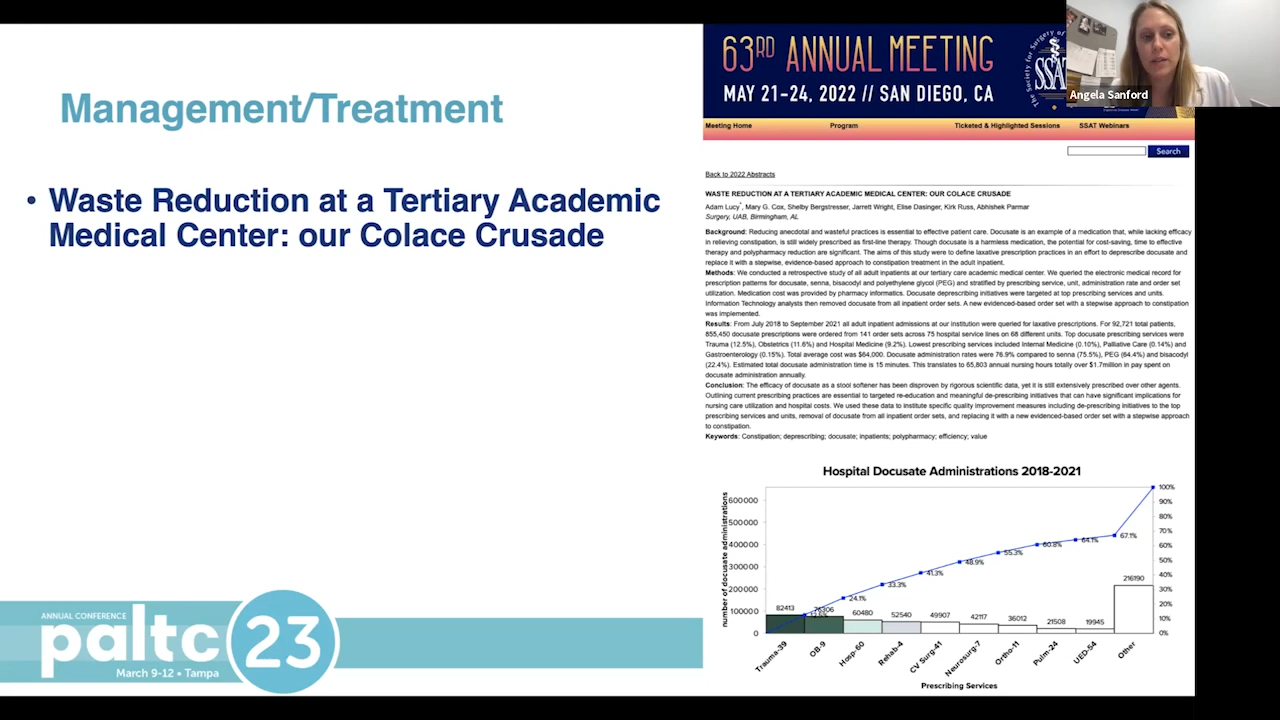 Management/Treatment
• Waste Reduction at a Tertiary Academic
Medical Center: our Colace Crusade
ANNUAL CONFERENCE
paltc 23
March 9-12 • Tampa
63RD ANNUAL MEETING
MAY 21-24, 2022 // SAN DIEGO, CA
The Society for Surgery of
SSAT
Angela Sanford
Meeting Home Program Ticketed & Highlighted Sessions SSAT Webinars
Search
Back to 2022 Abstracts
WASTE REDUCTION AT A TERTIARY ACADEMIC MEDICAL CENTER: OUR COLACE CRUSADE
Adam Lucy*, Mary G. Cox, Shelby Bergstresser, Jarrett Wright, Elise Dasinger, Kirk Russ, Abhishek Parmar
Surgery, UAB, Birmingham, AL
Background: Reducing anecdotal and wasteful practices is essential to effective patient care. Docusate is an example of a medication that, while lacking efficacy
in relieving constipation, is still widely prescribed as first-line therapy. Though docusate is a harmless medication, the potential for cost-saving, time to effective
therapy and polypharmacy reduction are significant. The aims of this study were to define laxative prescription practices in an effort to deprescribe docusate and
replace it with a stepwise, evidence-based approach to constipation treatment in the adult inpatient.
Methods: We conducted a retrospective study of all adult inpatients at our tertiary care academic medical center. We queried the electronic medical record for
prescription patterns for docusate, senna, bisacodyl and polyethylene glycol (PEG) and stratified by prescribing service, unit, administration rate and order set
utilization. Medication cost was provided by pharmacy informatics. Docusate deprescribing initiatives were targeted at top prescribing services and units.
Information Technology analysts then removed docusate from all inpatient order sets. A new evidenced-based order set with a stepwise approach to constipation
was implemented.
Results: From July 2018 to September 2021 all adult inpatient admissions at our institution were queried for laxative prescriptions. For 92,721 total patients,
855,450 docusate prescriptions were ordered from 141 order sets across 75 hospital service lines on 68 different units. Top docusate prescribing services were
Trauma (12.5%), Obstetrics (11.6%) and Hospital Medicine (9.2%). Lowest prescribing services included Internal Medicine (0.10%), Palliative Care (0.14%) and
Gastroenterology (0.15%). Total average cost was $64,000. Docusate administration rates were 76.9% compared to senna (75.5%), PEG (64.4%) and bisacodyl
(22.4%). Estimated total docusate administration time is 15 minutes. This translates to 65,803 annual nursing hours totally over $1.7million in pay spent on
docusate administration annually.
Conclusion: The efficacy of docusate as a stool softener has been disproved by rigorous scientific data, yet it is still extensively prescribed over other agents.
Outlining current prescribing practices are essential to targeted re-education and meaningful de-prescribing initiatives that can have significant implications for
nursing care utilization and hospital costs. We used these data to institute specific quality improvement measures including de-prescribing initiatives to the top
prescribing services and units, removal of docusate from all inpatient order sets, and replacing it with a new evidenced-based order set with a stepwise approach
to constipation.
Keywords: Constipation; deprescribing; docusate; inpatients; polypharmacy; efficiency; value
Hospital Docusate Administrations 2018-2021
number of docusate administrations
600000
500000
400000
300000
200000
100000
0
100%
90%
80%
70%
60%
50%
40%
30%
20%
10%
0%
12.5% 24.1% 33.3% 41.3% 48.9% 55.3% 60.8% 64.1% 67.1%
82413 76306 60480 52540 49907 42117 36012 21508 19945 216190
Trauma-39 OB-9 Hosp-60 Rehab-4 CV Surg-41 Neurosurg-7 Ortho-11 Pulm-24 UED-54 Other
Prescribing Services